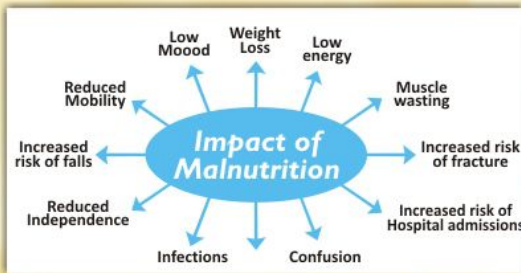 Low
Moood
Weight
Loss
Low
energy
Reduced
Mobility
Muscle
wasting
Increased
risk of falls
Impact of
Malnutrition
Increased risk
of fracture
Reduced
Independence
Increased risk of
Hospital admissions
Infections
Confusion